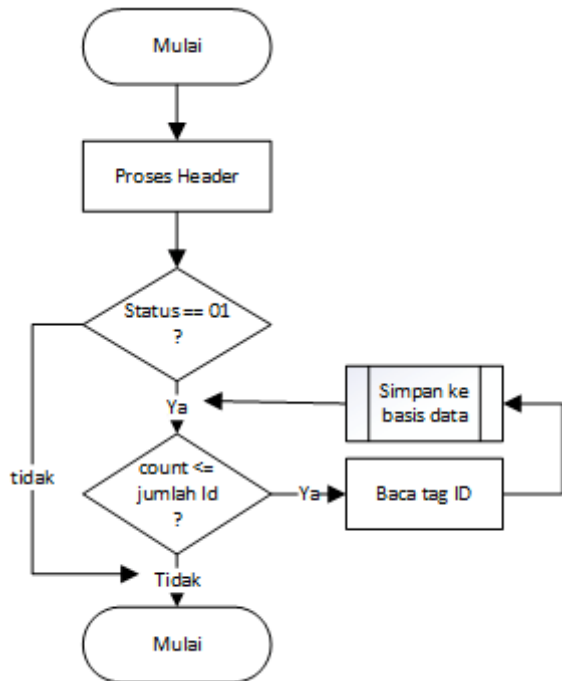 Mulai
Proses Header
Status == 01
?
Ya
tidak
Simpan ke
basis data
count <=
jumlah Id
?
Ya
Baca tag ID
Tidak
Mulai